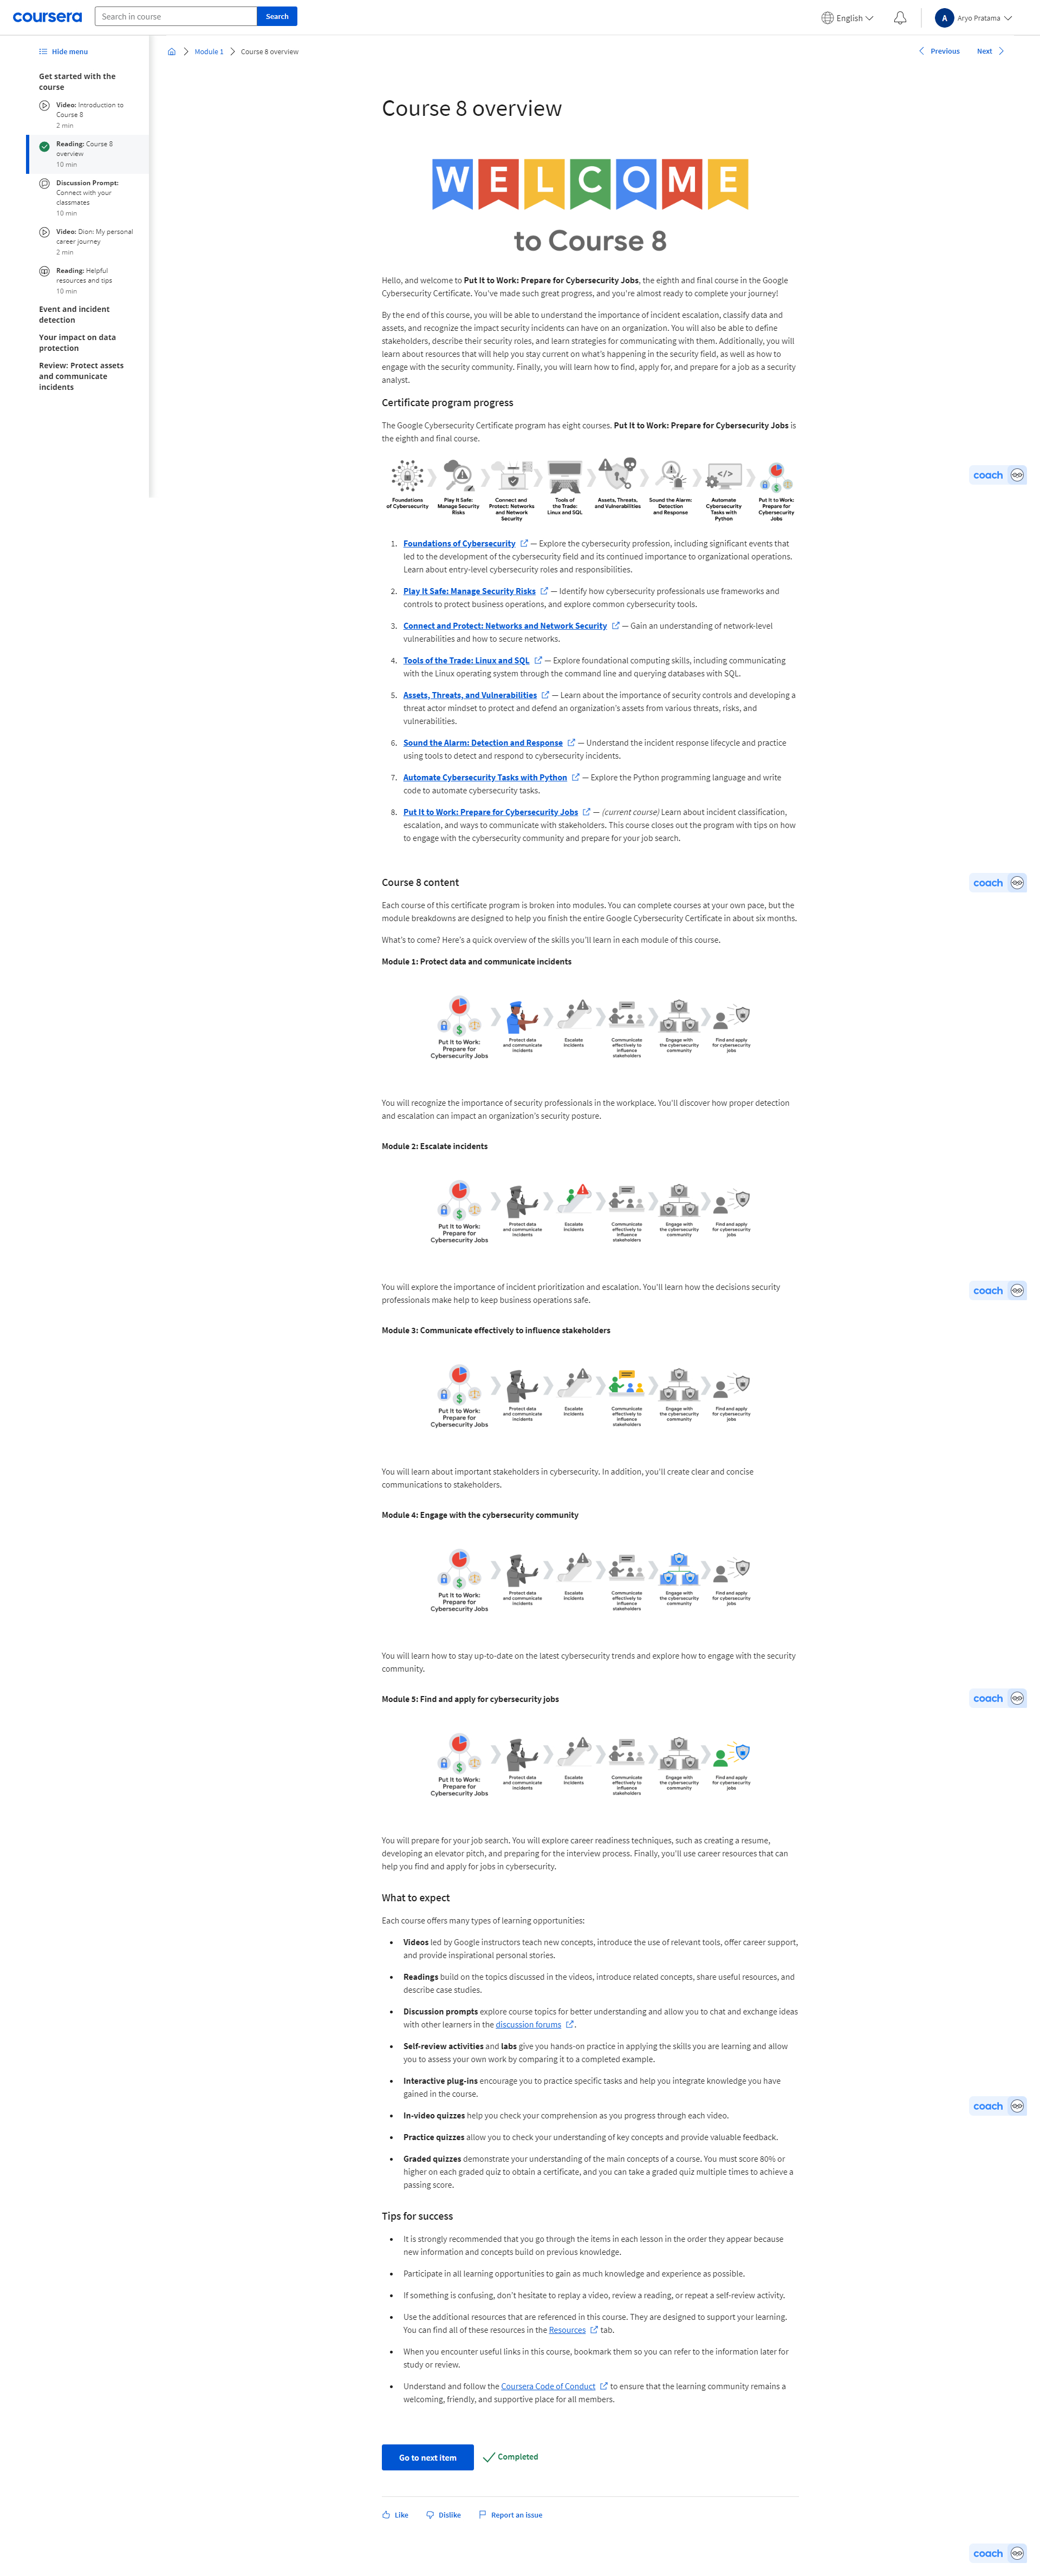 coursera
Search in course
Search
English
A
Aryo Pratama
Hide menu
Get started with the
course
Video: Introduction to
Course 8
2 min
Reading: Course 8
overview
10 min
Discussion Prompt:
Connect with your
classmates
10 min
Video: Dion: My personal
career journey
2 min
Reading: Helpful
resources and tips
10 min
Event and incident
detection
Your impact on data
protection
Review: Protect assets
and communicate
incidents
Module 1
Course 8 overview
Previous
Next
Course 8 overview
WELCOME
to Course 8
Hello, and welcome to Put It to Work: Prepare for Cybersecurity Jobs, the eighth and final course in the Google
Cybersecurity Certificate. You've made such great progress, and you're almost ready to complete your journey!
By the end of this course, you will be able to understand the importance of incident escalation, classify data and
assets, and recognize the impact security incidents can have on an organization. You will also be able to define
stakeholders, describe their security roles, and learn strategies for communicating with them. Additionally, you will
learn about resources that will help you stay current on what's happening in the security field, as well as how to
engage with the security community. Finally, you will learn how to find, apply for, and prepare for a job as a security
analyst.
Certificate program progress
The Google Cybersecurity Certificate program has eight courses. Put It to Work: Prepare for Cybersecurity Jobs is
the eighth and final course.
Foundations
of Cybersecurity
Play It Safe:
Manage Security
Risks
Connect and
Protect: Networks
and Network
Security
Tools of
the Trade:
Linux and SQL
Assets, Threats,
and Vulnerabilities
Sound the Alarm:
Detection
and Response
Automate
Cybersecurity
Tasks with
Python
Put It to Work:
Prepare for
Cybersecurity
Jobs
coach
1. Foundations of Cybersecurity — Explore the cybersecurity profession, including significant events that
led to the development of the cybersecurity field and its continued importance to organizational operations.
Learn about entry-level cybersecurity roles and responsibilities.
2. Play It Safe: Manage Security Risks — Identify how cybersecurity professionals use frameworks and
controls to protect business operations, and explore common cybersecurity tools.
3. Connect and Protect: Networks and Network Security — Gain an understanding of network-level
vulnerabilities and how to secure networks.
4. Tools of the Trade: Linux and SQL — Explore foundational computing skills, including communicating
with the Linux operating system through the command line and querying databases with SQL.
5. Assets, Threats, and Vulnerabilities — Learn about the importance of security controls and developing a
threat actor mindset to protect and defend an organization's assets from various threats, risks, and
vulnerabilities.
6. Sound the Alarm: Detection and Response — Understand the incident response lifecycle and practice
using tools to detect and respond to cybersecurity incidents.
7. Automate Cybersecurity Tasks with Python — Explore the Python programming language and write
code to automate cybersecurity tasks.
8. Put It to Work: Prepare for Cybersecurity Jobs — (current course) Learn about incident classification,
escalation, and ways to communicate with stakeholders. This course closes out the program with tips on how
to engage with the cybersecurity community and prepare for your job search.
Course 8 content
coach
Each course of this certificate program is broken into modules. You can complete courses at your own pace, but the
module breakdowns are designed to help you finish the entire Google Cybersecurity Certificate in about six months.
What's to come? Here's a quick overview of the skills you'll learn in each module of this course.
Module 1: Protect data and communicate incidents
Put It to Work:
Prepare for
Cybersecurity Jobs
Protect data
and communicate
incidents
Escalate
incidents
Communicate
effectively to
influence
stakeholders
Engage with
the cybersecurity
community
Find and apply
for cybersecurity
jobs
You will recognize the importance of security professionals in the workplace. You'll discover how proper detection
and escalation can impact an organization's security posture.
Module 2: Escalate incidents
Put It to Work:
Prepare for
Cybersecurity Jobs
Protect data
and communicate
incidents
Escalate
incidents
Communicate
effectively to
influence
stakeholders
Engage with
the cybersecurity
community
Find and apply
for cybersecurity
jobs
You will explore the importance of incident prioritization and escalation. You'll learn how the decisions security
professionals make help to keep business operations safe.
coach
Module 3: Communicate effectively to influence stakeholders
Put It to Work:
Prepare for
Cybersecurity Jobs
Protect data
and communicate
incidents
Escalate
incidents
Communicate
effectively to
influence
stakeholders
Engage with
the cybersecurity
community
Find and apply
for cybersecurity
jobs
You will learn about important stakeholders in cybersecurity. In addition, you'll create clear and concise
communications to stakeholders.
Module 4: Engage with the cybersecurity community
Put It to Work:
Prepare for
Cybersecurity Jobs
Protect data
and communicate
incidents
Escalate
incidents
Communicate
effectively to
influence
stakeholders
Engage with
the cybersecurity
community
Find and apply
for cybersecurity
jobs
You will learn how to stay up-to-date on the latest cybersecurity trends and explore how to engage with the security
community.
Module 5: Find and apply for cybersecurity jobs
coach
Put It to Work:
Prepare for
Cybersecurity Jobs
Protect data
and communicate
incidents
Escalate
incidents
Communicate
effectively to
influence
stakeholders
Engage with
the cybersecurity
community
Find and apply
for cybersecurity
jobs
You will prepare for your job search. You will explore career readiness techniques, such as creating a resume,
developing an elevator pitch, and preparing for the interview process. Finally, you'll use career resources that can
help you find and apply for jobs in cybersecurity.
What to expect
Each course offers many types of learning opportunities:
• Videos led by Google instructors teach new concepts, introduce the use of relevant tools, offer career support,
and provide inspirational personal stories.
• Readings build on the topics discussed in the videos, introduce related concepts, share useful resources, and
describe case studies.
• Discussion prompts explore course topics for better understanding and allow you to chat and exchange ideas
with other learners in the discussion forums.
• Self-review activities and labs give you hands-on practice in applying the skills you are learning and allow
you to assess your own work by comparing it to a completed example.
• Interactive plug-ins encourage you to practice specific tasks and help you integrate knowledge you have
gained in the course.
coach
• In-video quizzes help you check your comprehension as you progress through each video.
• Practice quizzes allow you to check your understanding of key concepts and provide valuable feedback.
• Graded quizzes demonstrate your understanding of the main concepts of a course. You must score 80% or
higher on each graded quiz to obtain a certificate, and you can take a graded quiz multiple times to achieve a
passing score.
Tips for success
• It is strongly recommended that you go through the items in each lesson in the order they appear because
new information and concepts build on previous knowledge.
• Participate in all learning opportunities to gain as much knowledge and experience as possible.
• If something is confusing, don't hesitate to replay a video, review a reading, or repeat a self-review activity.
• Use the additional resources that are referenced in this course. They are designed to support your learning.
You can find all of these resources in the Resources tab.
• When you encounter useful links in this course, bookmark them so you can refer to the information later for
study or review.
• Understand and follow the Coursera Code of Conduct to ensure that the learning community remains a
welcoming, friendly, and supportive place for all members.
Go to next item
Completed
Like
Dislike
Report an issue
coach